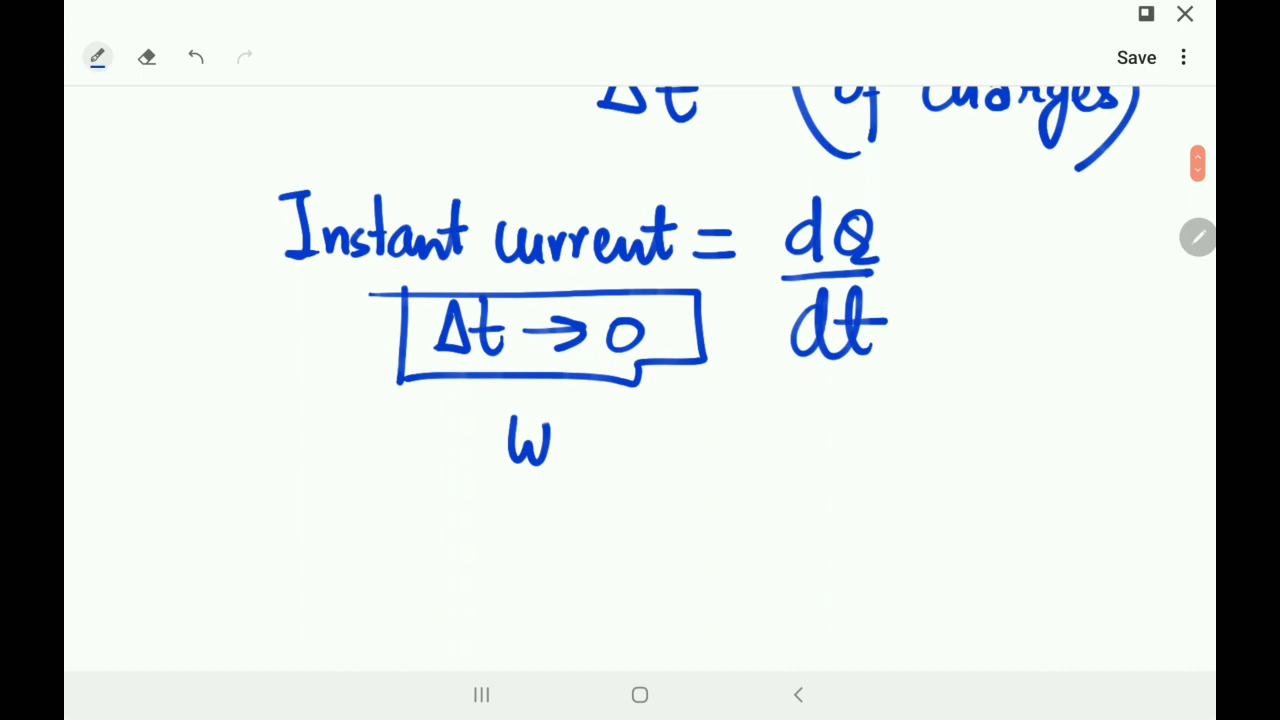 Save
Δt (of charges)
Instant current = dQ/dt
Δt → 0
w